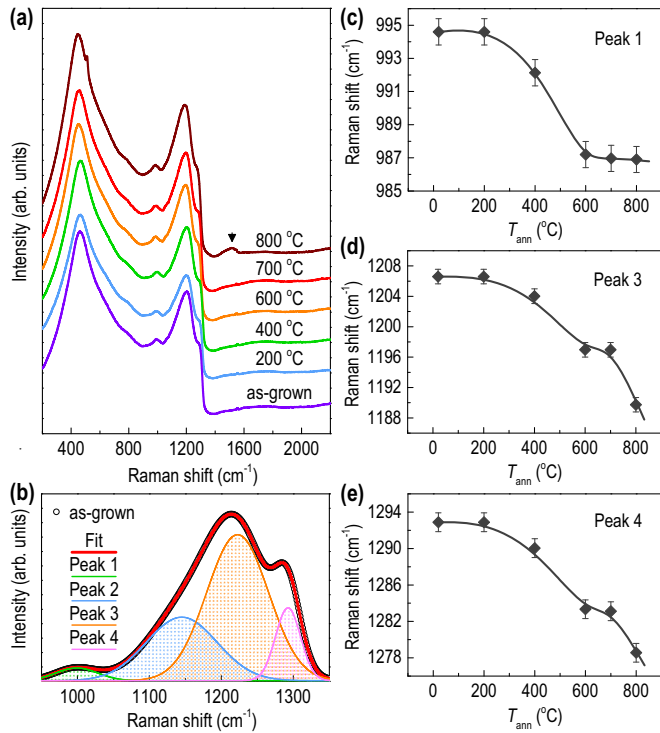 (a)
Intensity (arb. units)
800 °C
700 °C
600 °C
400 °C
200 °C
as-grown
400 800 1200 1600 2000
Raman shift (cm⁻¹)
(b)
Intensity (arb. units)
as-grown
Fit
Peak 1
Peak 2
Peak 3
Peak 4
1000 1100 1200 1300
Raman shift (cm⁻¹)
(c)
Peak 1
Raman shift (cm⁻¹)
995
993
991
989
987
985
0 200 400 600 800
Tann (°C)
(d)
Peak 3
Raman shift (cm⁻¹)
1208
1204
1200
1196
1192
1188
0 200 400 600 800
Tann (°C)
(e)
Peak 4
Raman shift (cm⁻¹)
1294
1290
1286
1282
1278
0 200 400 600 800
Tann (°C)